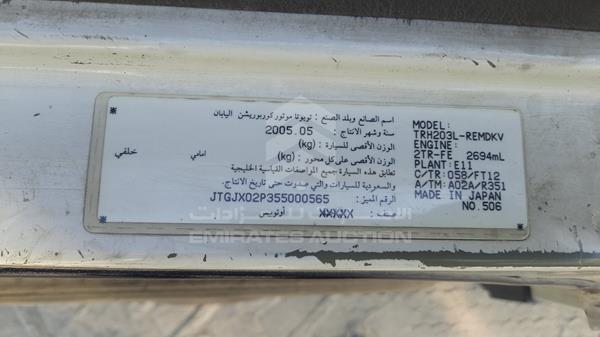 اسم الصانع وبلد الصنع : تويوتا موتور كوربوريشن اليابان
سنة وشهر الانتاج : 2005.05
الوزن الأقصى للسيارة : (kg)
الوزن الأقصى على كل محور : (kg) امامي خلفي
تطابق هذه السيارة جميع المواصفات القياسية الخليجية
والسعودية للسيارات والتي صدرت حتى تاريخ الانتاج.
الرقم المميز : JTGJX02P355000565
صنف : XXXXX أوتوبيس
MODEL:
TRH203L-REMDKV
ENGINE:
2TR-FE 2694mL
PLANT: E11
C/TR: 058/FT12
A/TM: A02A/R351
MADE IN JAPAN
NO.506
الإمارات للمزادات
EMIRATES AUCTION